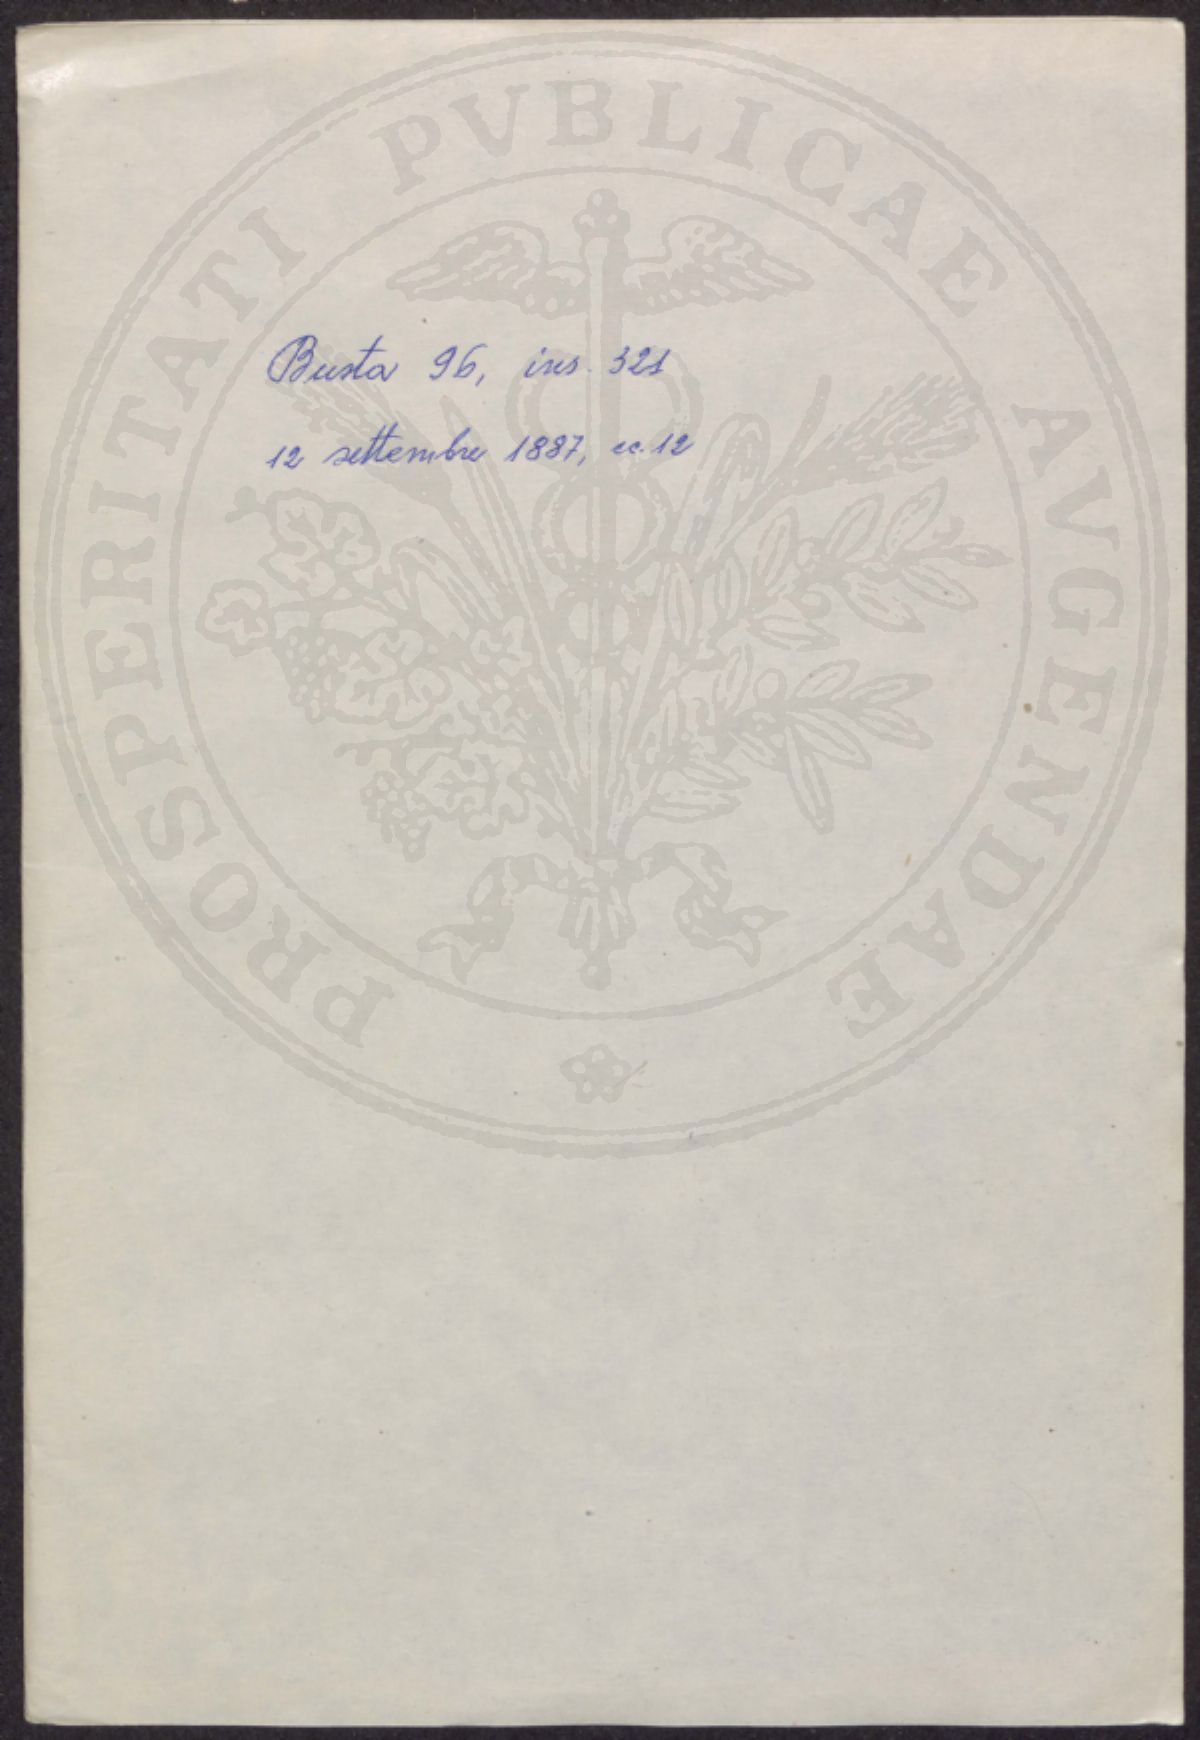 PROSPERITATI PVBLICAE AVGENDAE
Busta 96, ins. 321
12 settembre 1887, cc. 12